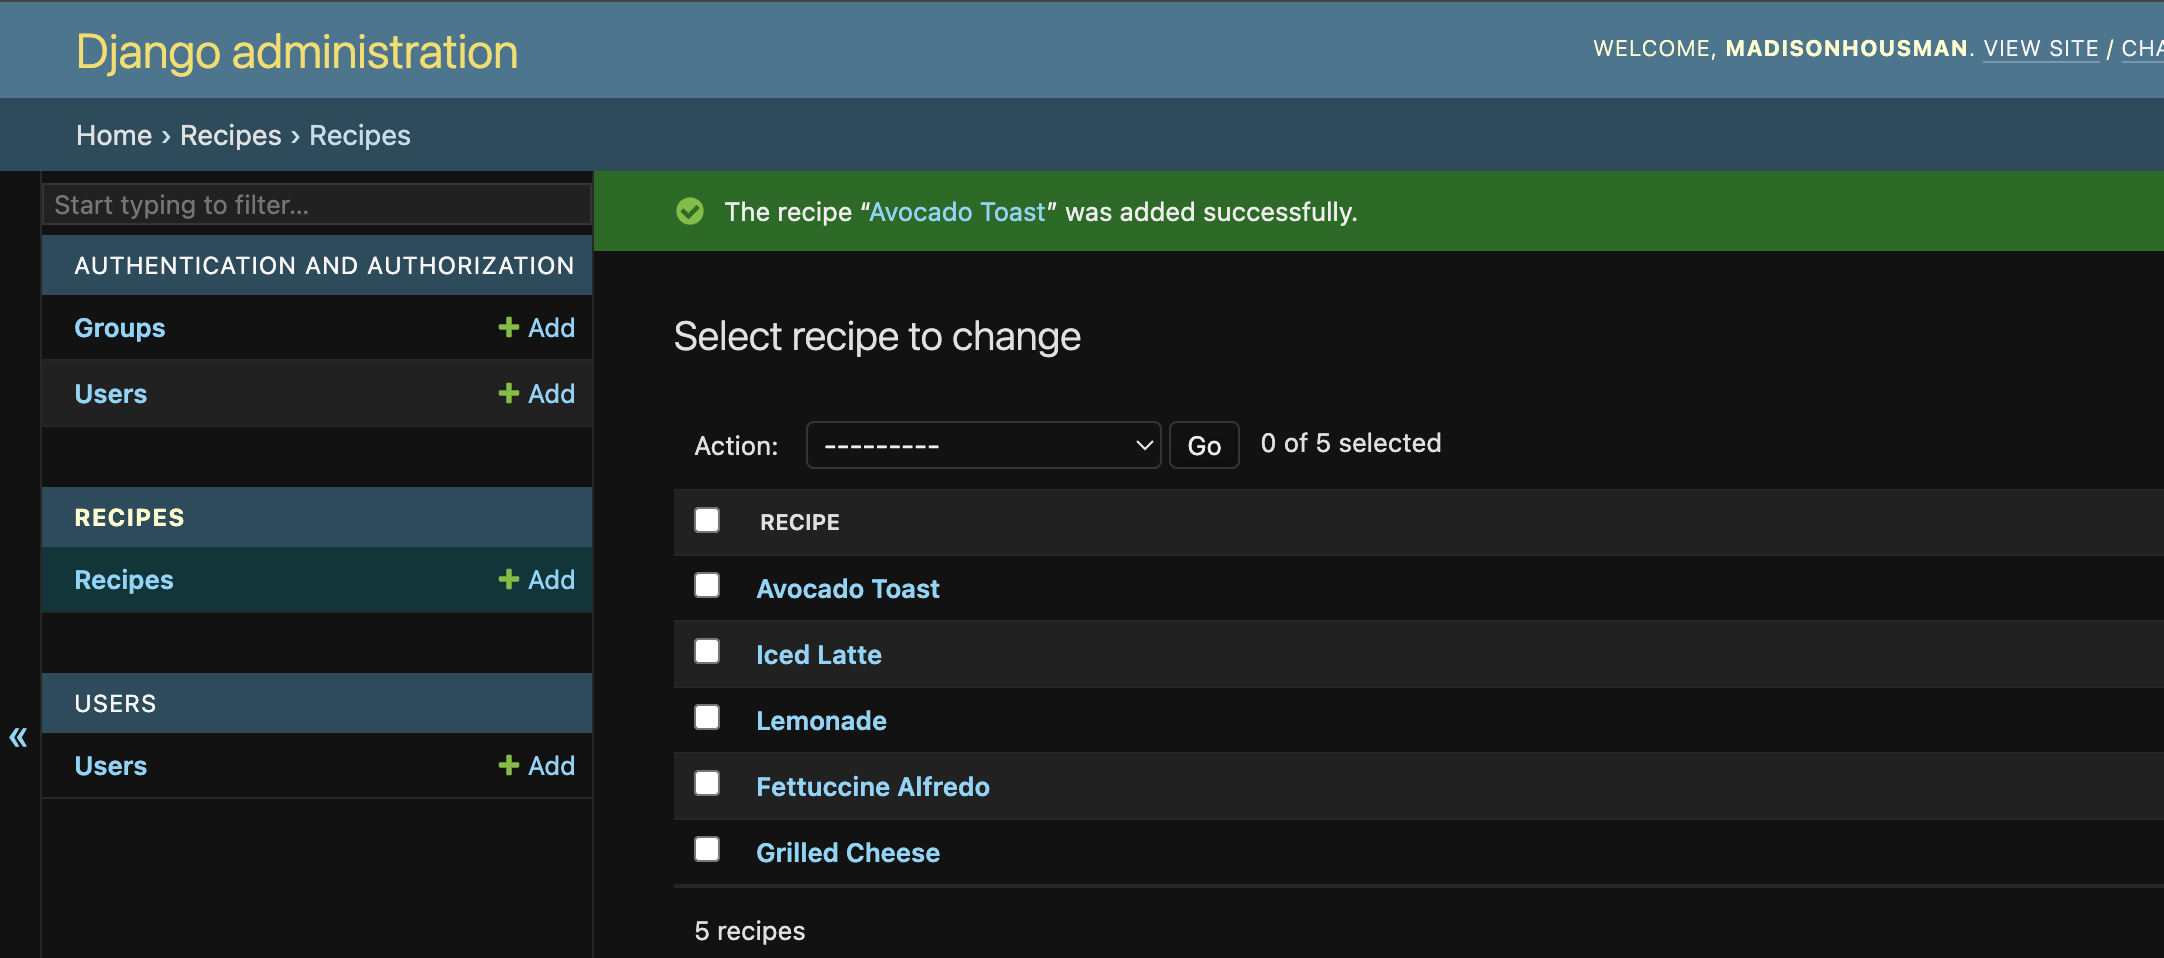 Django administration
WELCOME, MADISONHOUSMAN. VIEW SITE / CHA
Home › Recipes › Recipes
Start typing to filter...
AUTHENTICATION AND AUTHORIZATION
Groups + Add
Users + Add
RECIPES
Recipes + Add
USERS
Users + Add
«
The recipe “Avocado Toast” was added successfully.
Select recipe to change
Action: --------- Go 0 of 5 selected
RECIPE
Avocado Toast
Iced Latte
Lemonade
Fettuccine Alfredo
Grilled Cheese
5 recipes